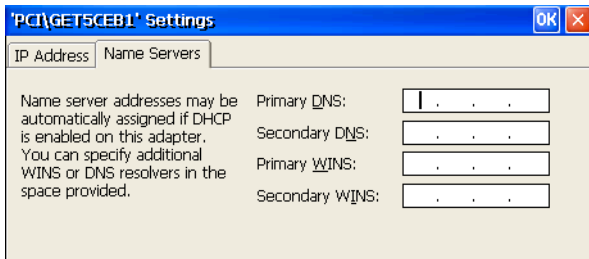 'PCI\GET5CEB1' Settings
OK
IP Address
Name Servers
Name server addresses may be
automatically assigned if DHCP
is enabled on this adapter.
You can specify additional
WINS or DNS resolvers in the
space provided.
Primary DNS:
. . .
Secondary DNS:
. . .
Primary WINS:
. . .
Secondary WINS:
. . .